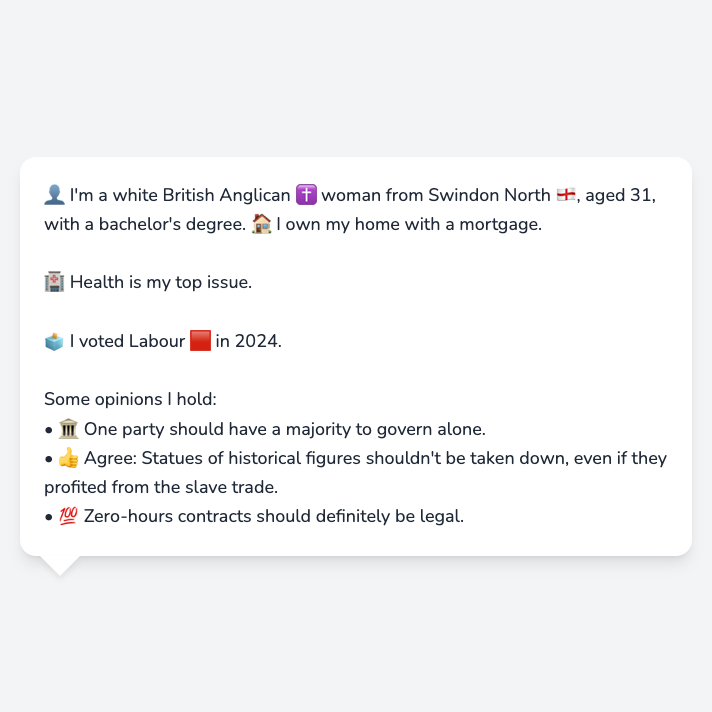 👤 I'm a white British Anglican ✝️ woman from Swindon North 🏴󠁧󠁢󠁥󠁮󠁧󠁿, aged 31,
with a bachelor's degree. 🏠 I own my home with a mortgage.
🏥 Health is my top issue.
🗳️ I voted Labour 🟥 in 2024.
Some opinions I hold:
• 🏛️ One party should have a majority to govern alone.
• 👍 Agree: Statues of historical figures shouldn't be taken down, even if they
profited from the slave trade.
• 💯 Zero-hours contracts should definitely be legal.